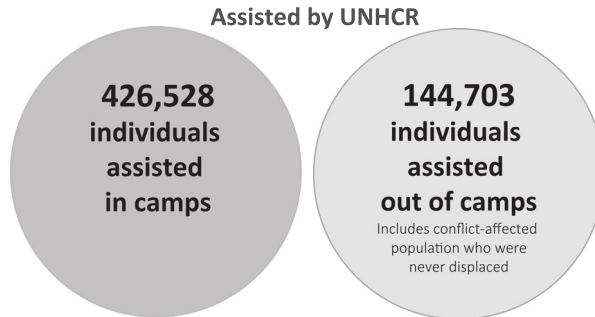 Assisted by UNHCR
426,528
individuals
assisted
in camps
144,703
individuals
assisted
out of camps
Includes conflict-affected
population who were
never displaced